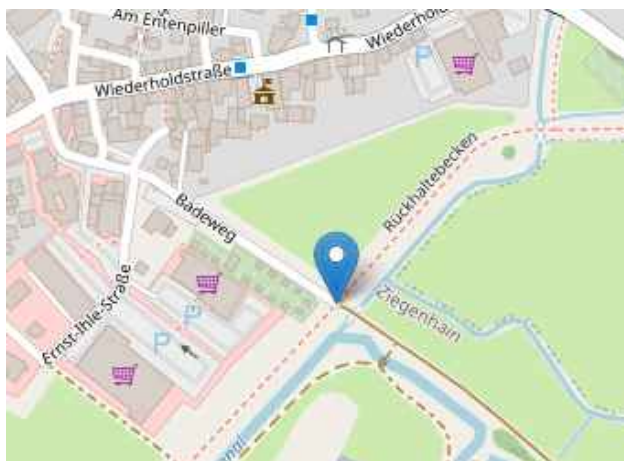 Am Entenpiller
Wiederholdstraße
Wiederhold
P
Rückhaltebecken
Badeweg
Ziegenhain
Ernst-Ihle-Straße
P
P